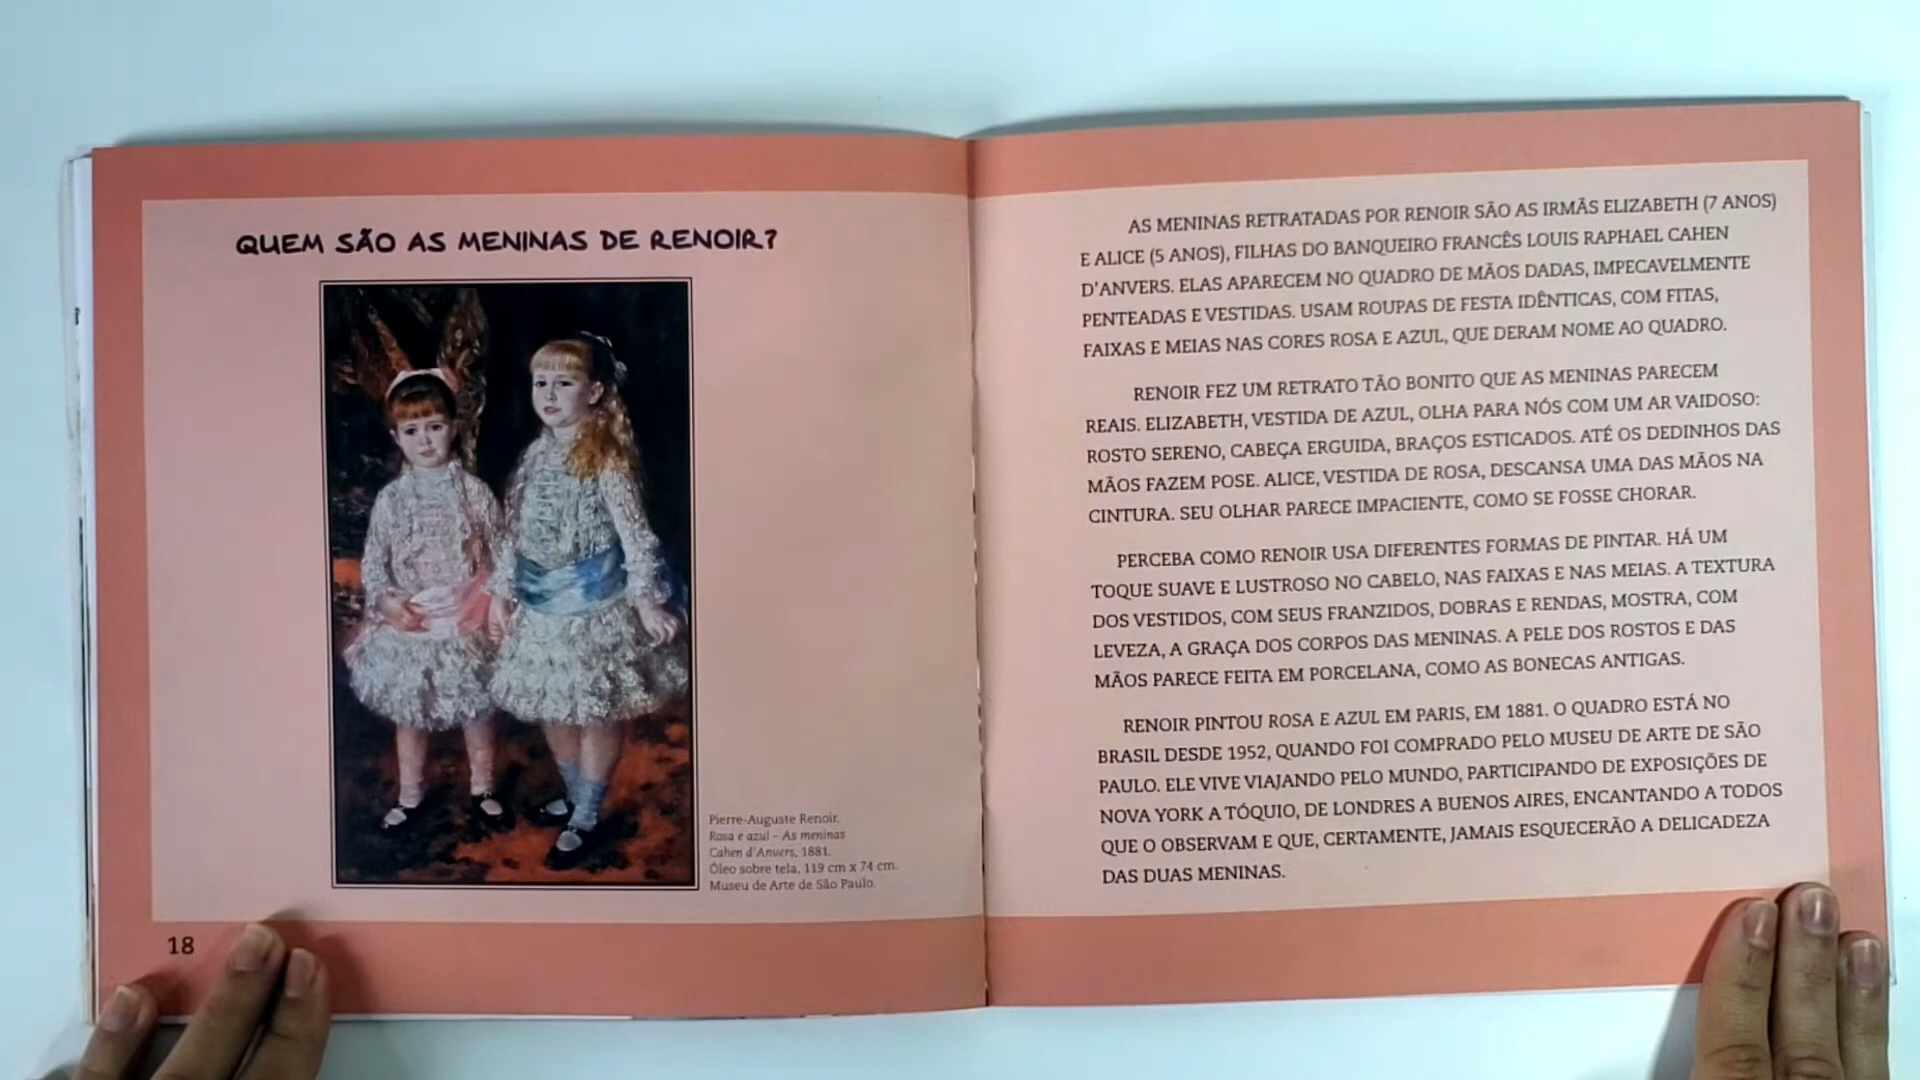 QUEM SÃO AS MENINAS DE RENOIR?
Pierre-Auguste Renoir.
Rosa e azul – As meninas
Cahen d'Anvers, 1881.
Óleo sobre tela, 119 cm x 74 cm.
Museu de Arte de São Paulo.
18
AS MENINAS RETRATADAS POR RENOIR SÃO AS IRMÃS ELIZABETH (7 ANOS)
E ALICE (5 ANOS), FILHAS DO BANQUEIRO FRANCÊS LOUIS RAPHAEL CAHEN
D'ANVERS. ELAS APARECEM NO QUADRO DE MÃOS DADAS, IMPECAVELMENTE
PENTEADAS E VESTIDAS. USAM ROUPAS DE FESTA IDÊNTICAS, COM FITAS,
FAIXAS E MEIAS NAS CORES ROSA E AZUL, QUE DERAM NOME AO QUADRO.
RENOIR FEZ UM RETRATO TÃO BONITO QUE AS MENINAS PARECEM
REAIS. ELIZABETH, VESTIDA DE AZUL, OLHA PARA NÓS COM UM AR VAIDOSO:
ROSTO SERENO, CABEÇA ERGUIDA, BRAÇOS ESTICADOS. ATÉ OS DEDINHOS DAS
MÃOS FAZEM POSE. ALICE, VESTIDA DE ROSA, DESCANSA UMA DAS MÃOS NA
CINTURA. SEU OLHAR PARECE IMPACIENTE, COMO SE FOSSE CHORAR.
PERCEBA COMO RENOIR USA DIFERENTES FORMAS DE PINTAR. HÁ UM
TOQUE SUAVE E LUSTROSO NO CABELO, NAS FAIXAS E NAS MEIAS. A TEXTURA
DOS VESTIDOS, COM SEUS FRANZIDOS, DOBRAS E RENDAS, MOSTRA, COM
LEVEZA, A GRAÇA DOS CORPOS DAS MENINAS. A PELE DOS ROSTOS E DAS
MÃOS PARECE FEITA EM PORCELANA, COMO AS BONECAS ANTIGAS.
RENOIR PINTOU ROSA E AZUL EM PARIS, EM 1881. O QUADRO ESTÁ NO
BRASIL DESDE 1952, QUANDO FOI COMPRADO PELO MUSEU DE ARTE DE SÃO
PAULO. ELE VIVE VIAJANDO PELO MUNDO, PARTICIPANDO DE EXPOSIÇÕES DE
NOVA YORK A TÓQUIO, DE LONDRES A BUENOS AIRES, ENCANTANDO A TODOS
QUE O OBSERVAM E QUE, CERTAMENTE, JAMAIS ESQUECERÃO A DELICADEZA
DAS DUAS MENINAS.